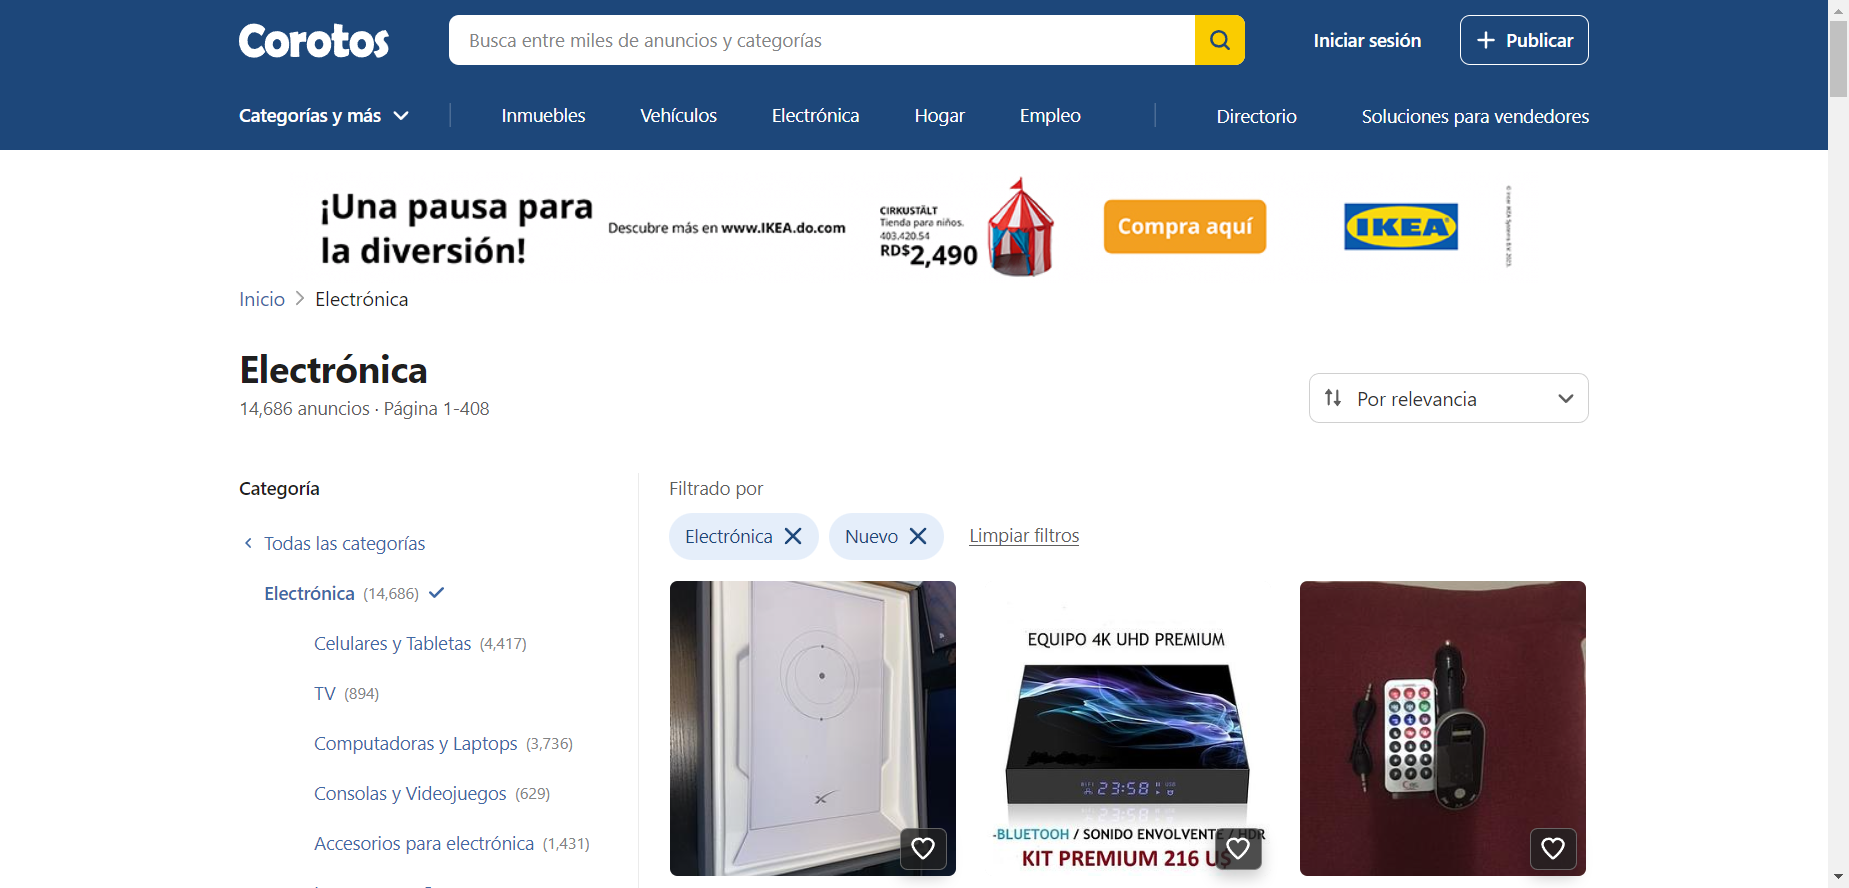 Corotos
Busca entre miles de anuncios y categorías
Iniciar sesión
Publicar
Categorías y más
Inmuebles
Vehículos
Electrónica
Hogar
Empleo
Directorio
Soluciones para vendedores
¡Una pausa para
la diversión!
Descubre más en www.IKEA.do.com
CIRKUSTÄLT
Tienda para niños.
403.420.54
RD$2,490
Compra aquí
IKEA
Inicio > Electrónica
Electrónica
14,686 anuncios · Página 1-408
Por relevancia
Categoría
Todas las categorías
Electrónica (14,686)
Celulares y Tabletas (4,417)
TV (894)
Computadoras y Laptops (3,736)
Consolas y Videojuegos (629)
Accesorios para electrónica (1,431)
Filtrado por
Electrónica
Nuevo
Limpiar filtros
EQUIPO 4K UHD PREMIUM
23:58
-BLUETOOH / SONIDO ENVOLVENTE / HDR
KIT PREMIUM 216 U$